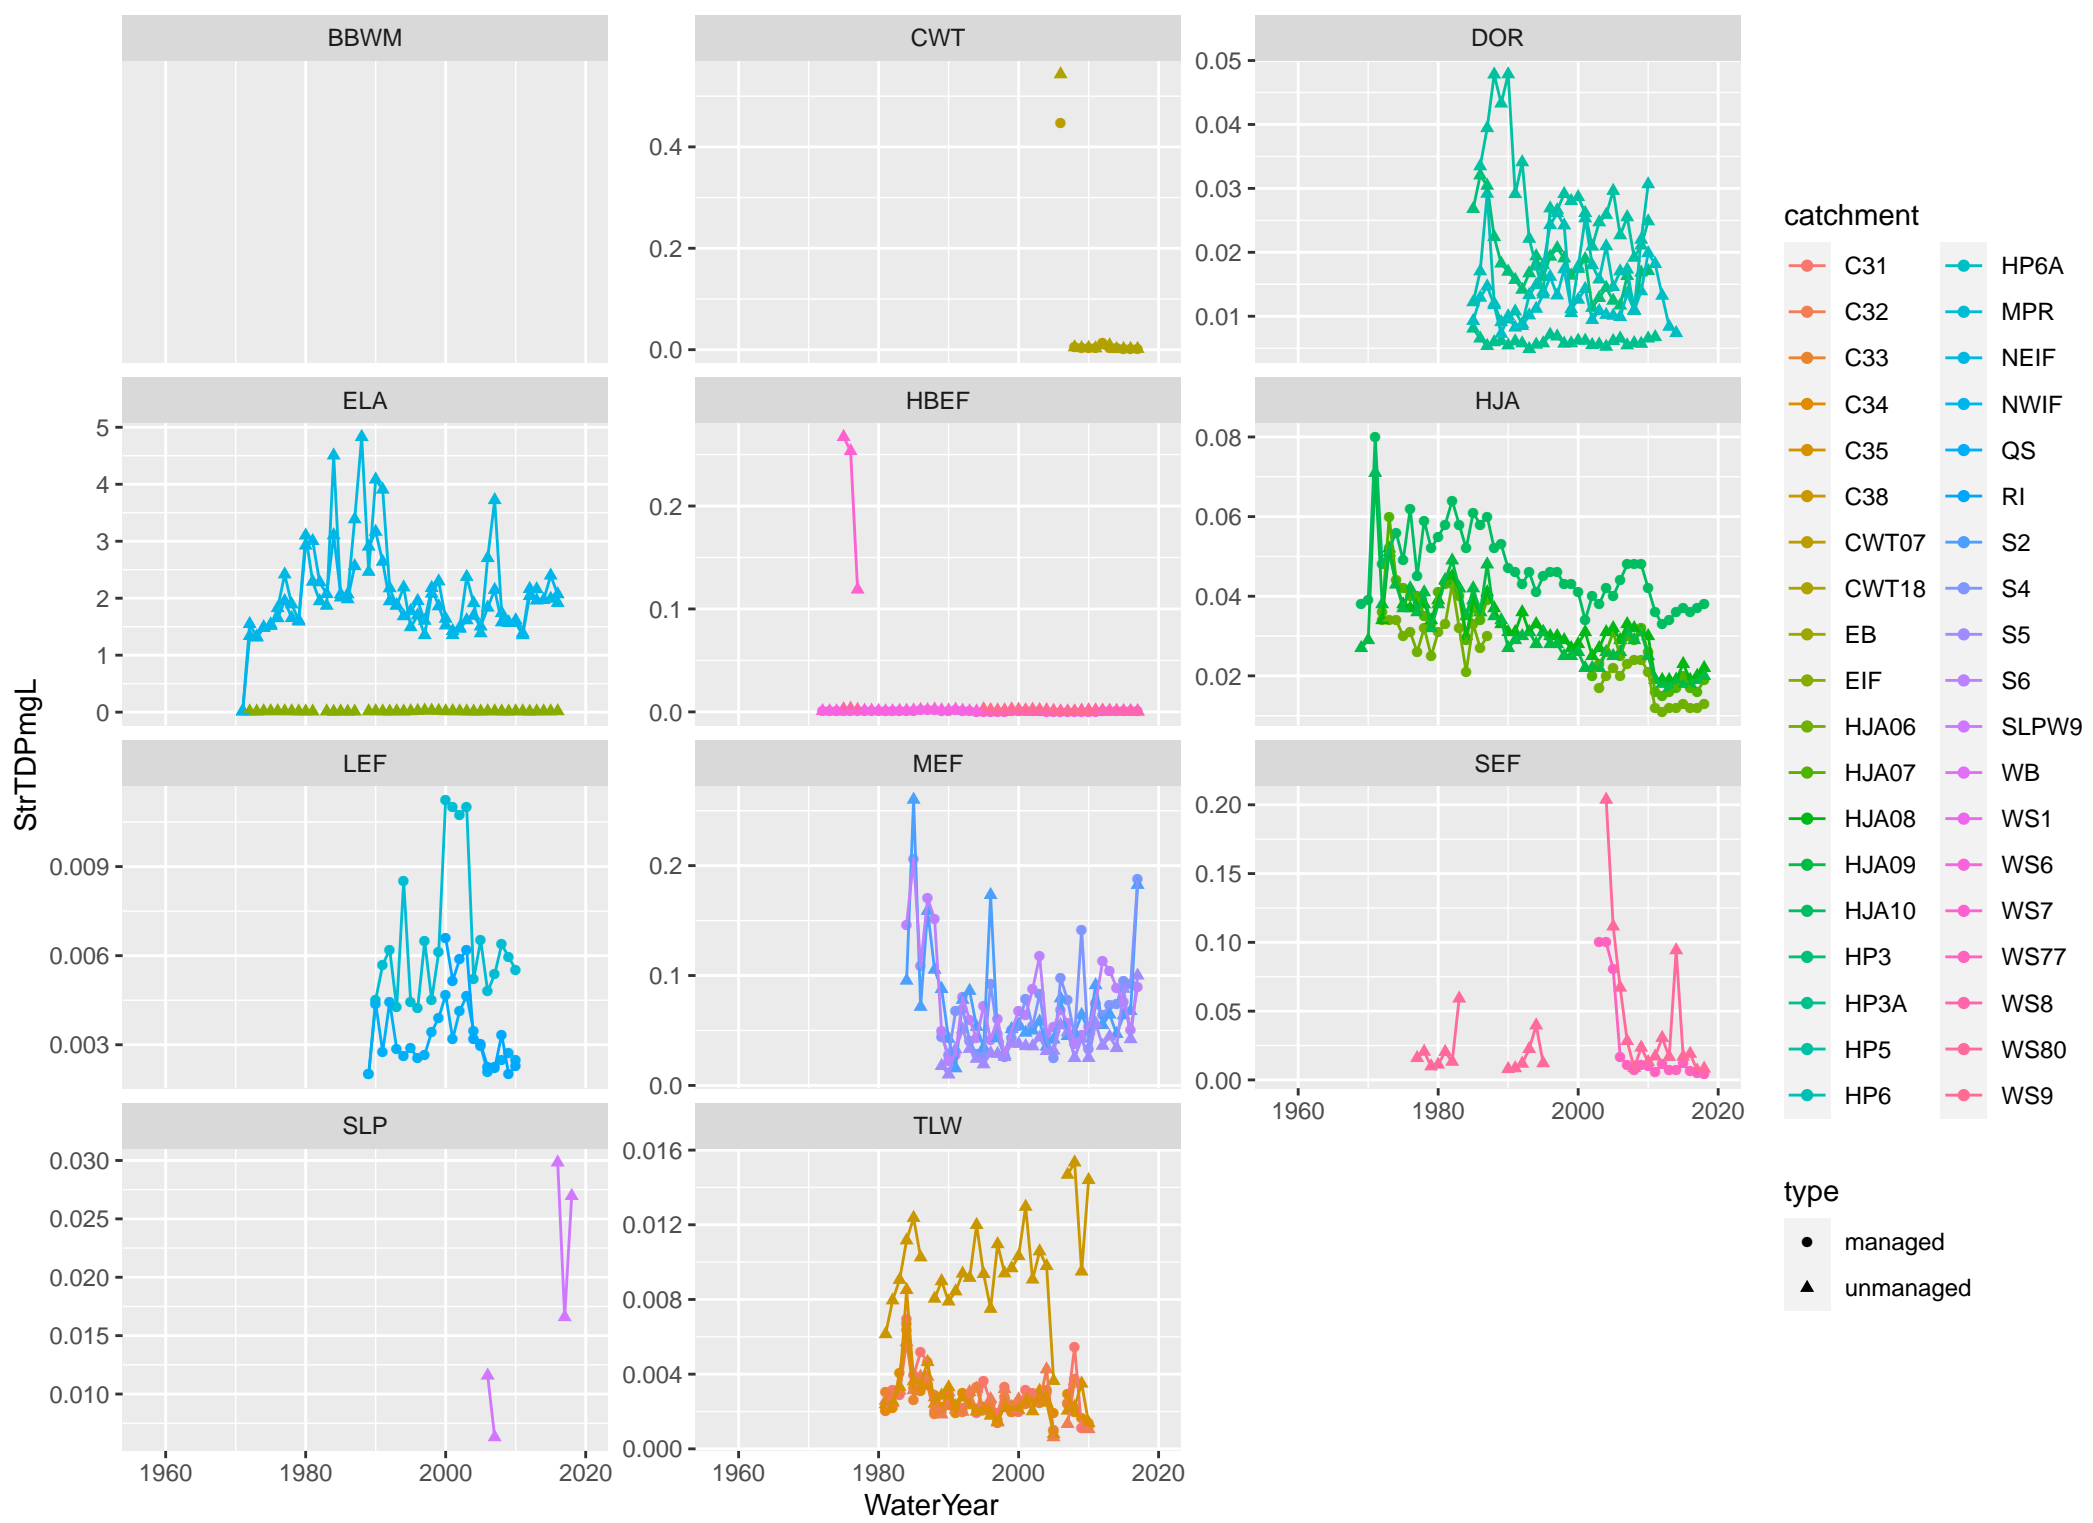 BBWM
CWT
DOR
0.4
0.2
0.0
0.05
0.04
0.03
0.02
0.01
ELA
HBEF
HJA
5
4
3
2
1
0
0.2
0.1
0.0
0.08
0.06
0.04
0.02
LEF
MEF
SEF
0.009
0.006
0.003
0.2
0.1
0.0
0.20
0.15
0.10
0.05
0.00
1960 1980 2000 2020
SLP
TLW
0.030
0.025
0.020
0.015
0.010
0.016
0.012
0.008
0.004
0.000
1960 1980 2000 2020
1960 1980 2000 2020
WaterYear
StrTDPmgL
catchment
C31
C32
C33
C34
C35
C38
CWT07
CWT18
EB
EIF
HJA06
HJA07
HJA08
HJA09
HJA10
HP3
HP3A
HP5
HP6
HP6A
MPR
NEIF
NWIF
QS
RI
S2
S4
S5
S6
SLPW9
WB
WS1
WS6
WS7
WS77
WS8
WS80
WS9
type
managed
unmanaged